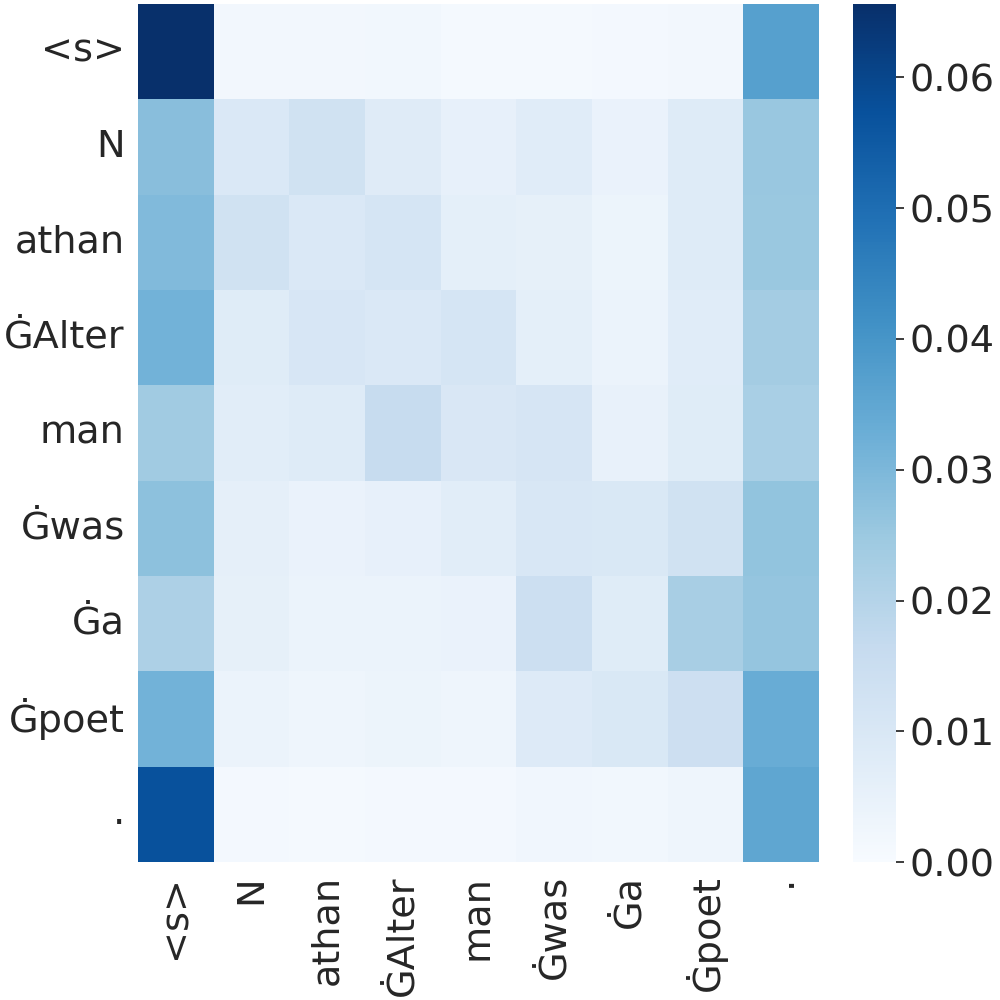 <s>
N
athan
ĠAlter
man
Ġwas
Ġa
Ġpoet
.
0.06
0.05
0.04
0.03
0.02
0.01
0.00
<s>
N
athan
ĠAlter
man
Ġwas
Ġa
Ġpoet
.